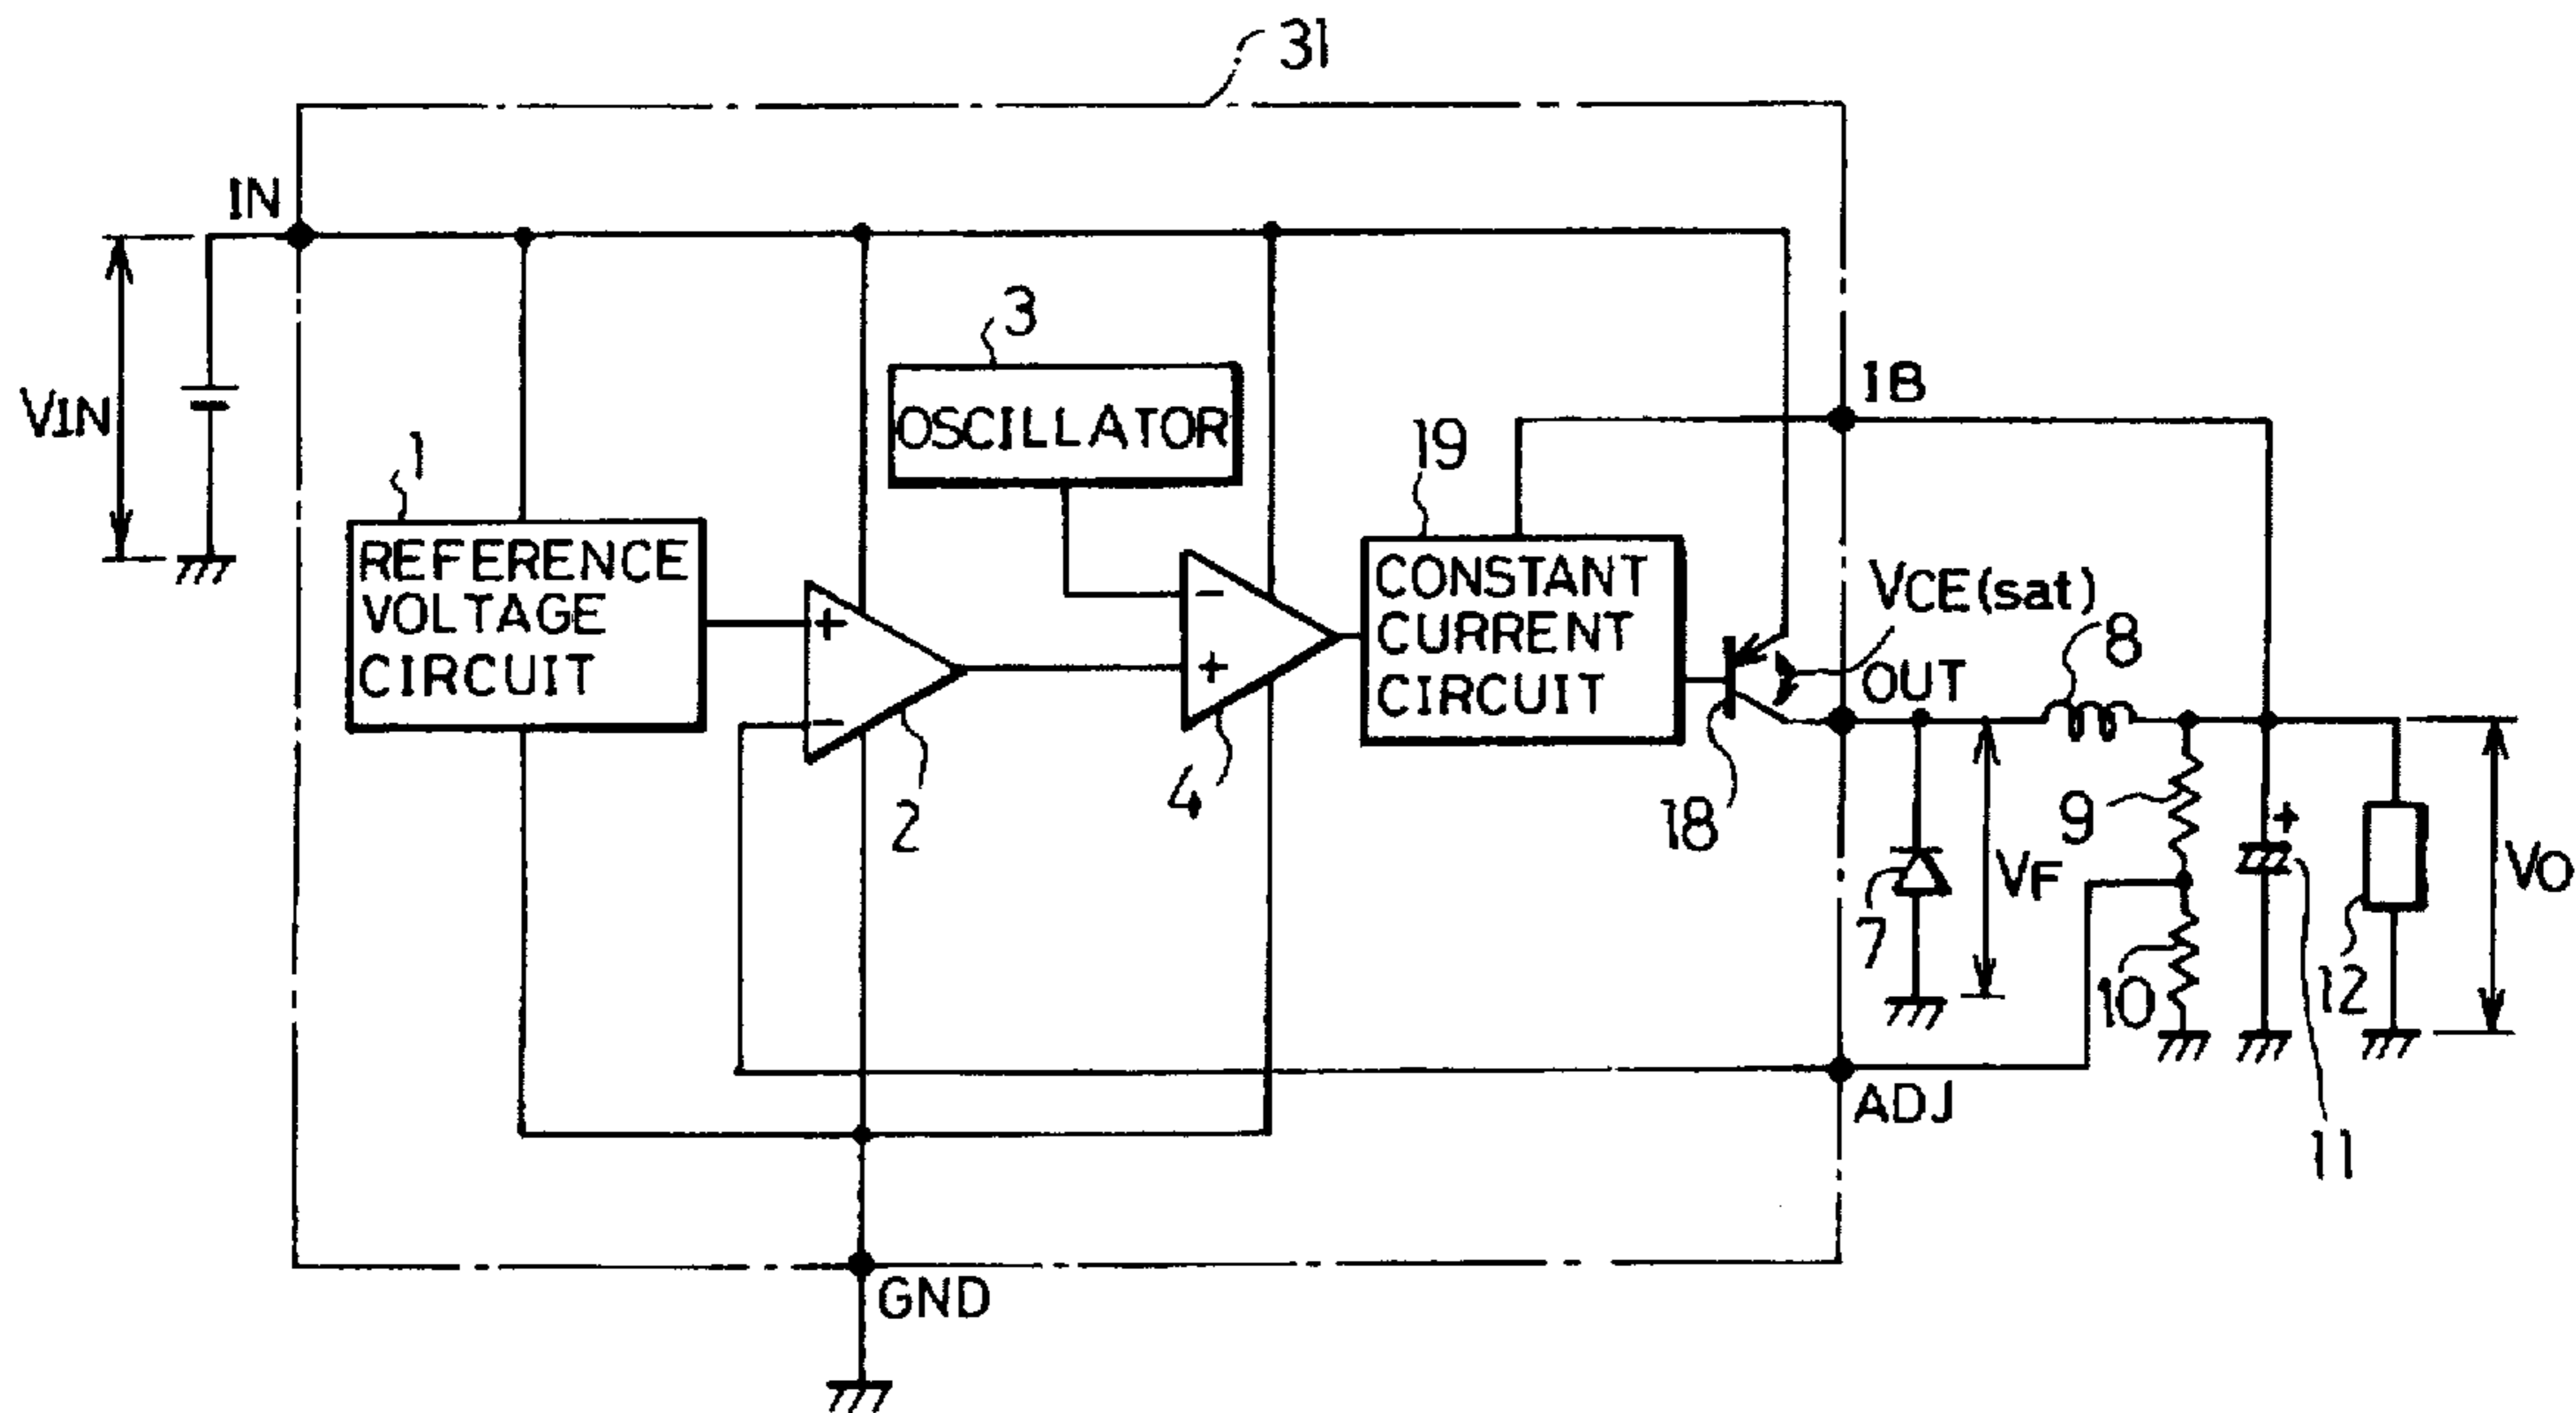 31
IN
VIN
3
OSCILLATOR
IB
1
REFERENCE
VOLTAGE
CIRCUIT
+
−
2
−
+
4
19
CONSTANT
CURRENT
CIRCUIT
VCE(sat)
18
OUT
8
7
VF
9
10
+
11
12
VO
ADJ
GND